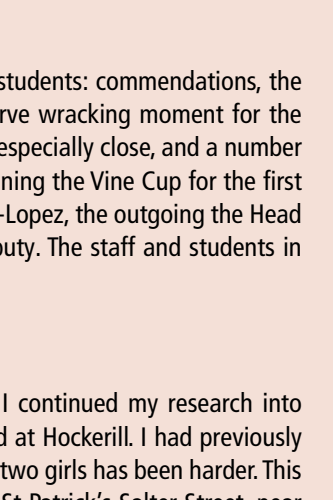 students: commendations, the
rve wracking moment for the
especially close, and a number
ning the Vine Cup for the first
-Lopez, the outgoing the Head
outy. The staff and students in
I continued my research into
d at Hockerill. I had previously
two girls has been harder. This
St Patrick's Salter Street, near